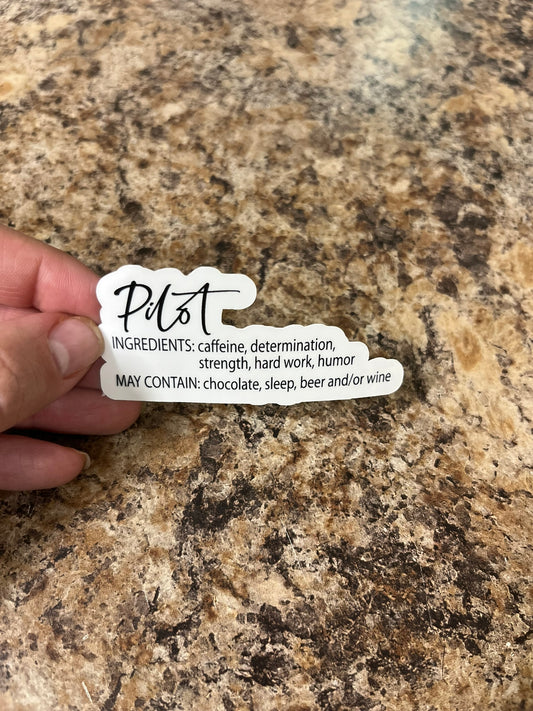 Pilot
INGREDIENTS: caffeine, determination,
strength, hard work, humor
MAY CONTAIN: chocolate, sleep, beer and/or wine